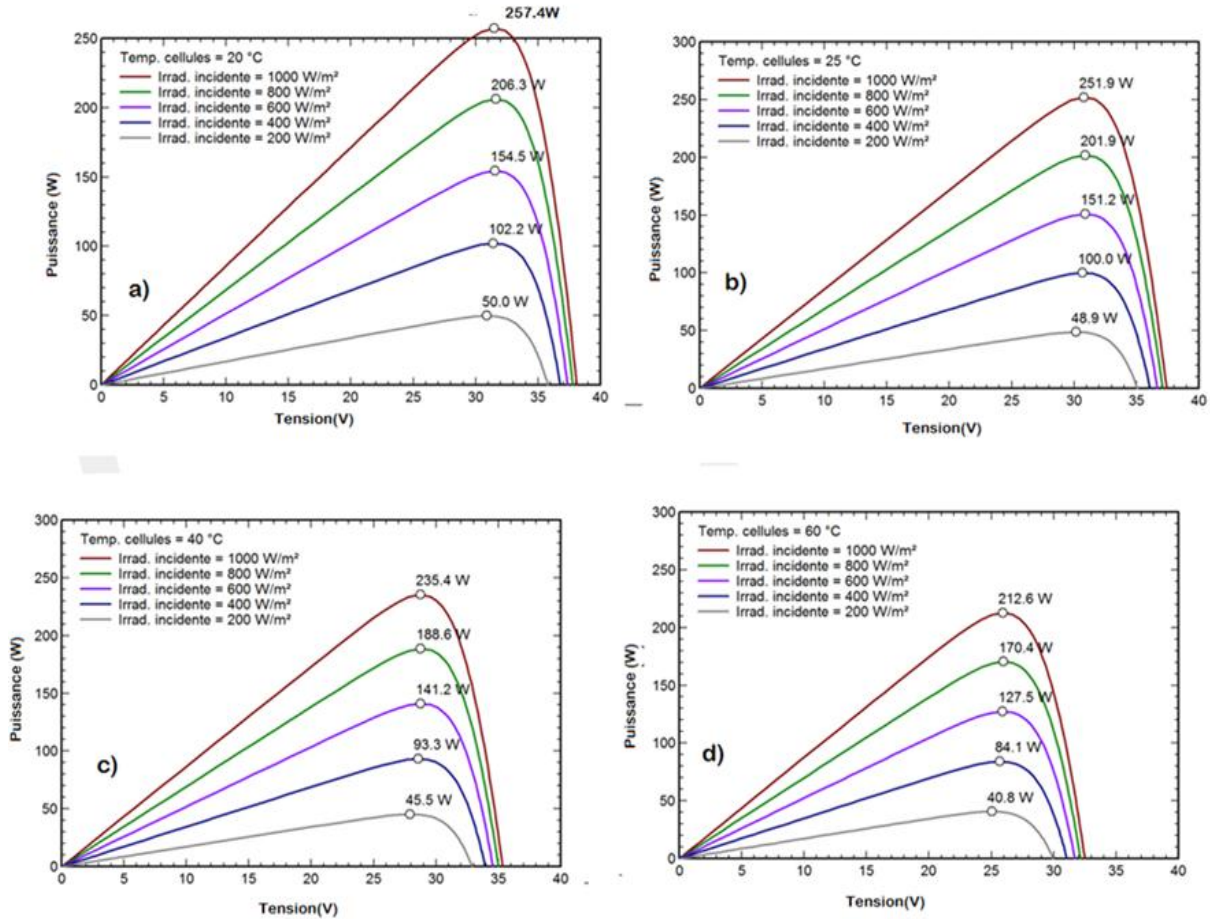 257.4W
250
Temp. cellules = 20 °C
Irrad. incidente = 1000 W/m²
Irrad. incidente = 800 W/m²
Irrad. incidente = 600 W/m²
Irrad. incidente = 400 W/m²
Irrad. incidente = 200 W/m²
206.3 W
200
154.5 W
150
102.2 W
100
a)
50.0 W
50
0
Puissance (W)
0 5 10 15 20 25 30 35 40
Tension(V)
300
Temp. cellules = 25 °C
Irrad. incidente = 1000 W/m²
Irrad. incidente = 800 W/m²
Irrad. incidente = 600 W/m²
Irrad. incidente = 400 W/m²
Irrad. incidente = 200 W/m²
251.9 W
250
201.9 W
200
151.2 W
150
100.0 W
100
b)
48.9 W
50
0
Puissance (W)
0 5 10 15 20 25 30 35 40
Tension(V)
300
Temp. cellules = 40 °C
Irrad. incidente = 1000 W/m²
Irrad. incidente = 800 W/m²
Irrad. incidente = 600 W/m²
Irrad. incidente = 400 W/m²
Irrad. incidente = 200 W/m²
250
235.4 W
200
188.6 W
150
141.2 W
100
93.3 W
c)
50
45.5 W
0
Puissance (W)
0 5 10 15 20 25 30 35 40
Tension(V)
300
Temp. cellules = 60 °C
Irrad. incidente = 1000 W/m²
Irrad. incidente = 800 W/m²
Irrad. incidente = 600 W/m²
Irrad. incidente = 400 W/m²
Irrad. incidente = 200 W/m²
250
212.6 W
200
170.4 W
150
127.5 W
100
84.1 W
d)
50
40.8 W
0
Puissance (W)
0 5 10 15 20 25 30 35 40
Tension(V)